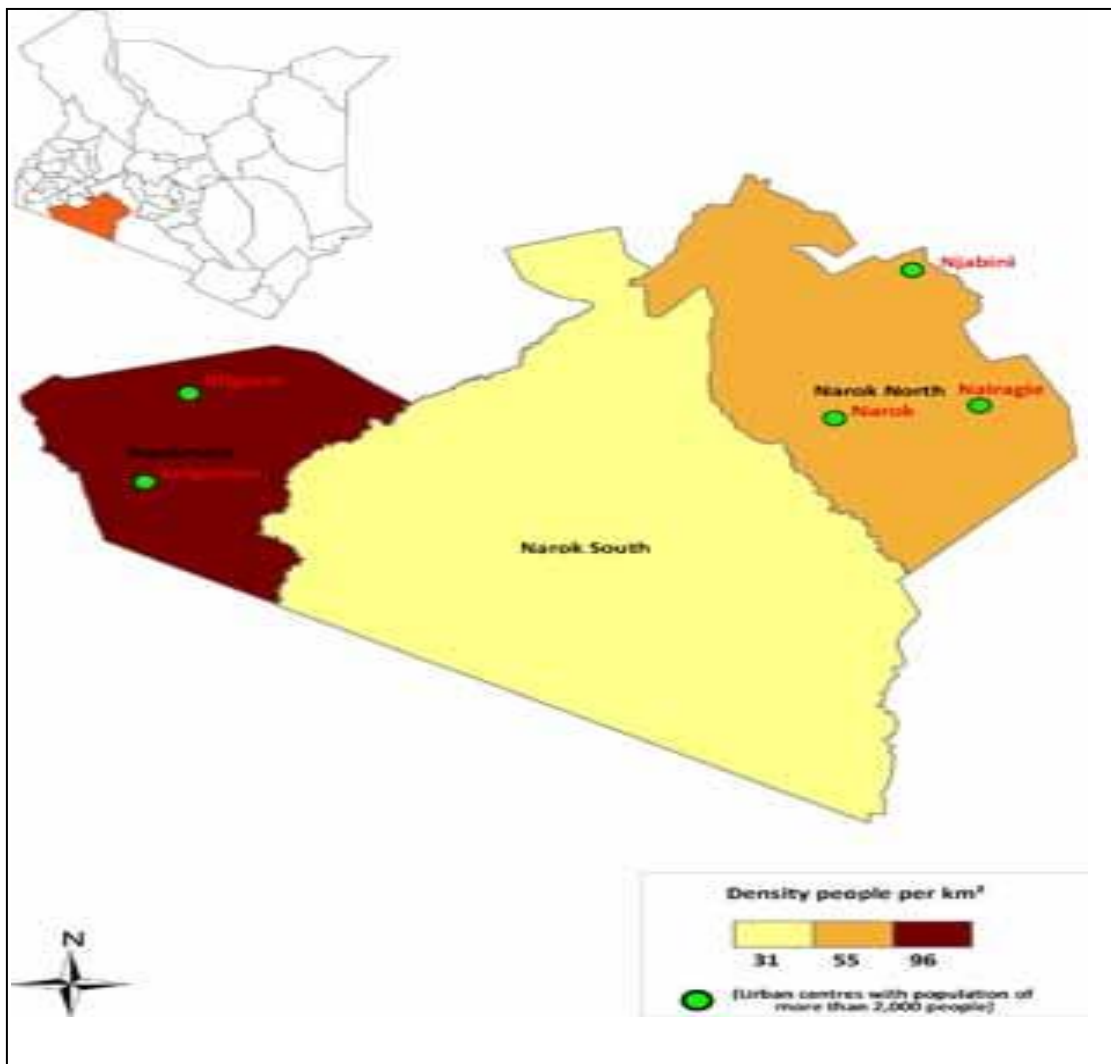 Njabini
Narok North
Nairagie
Narok
Narok South
Density people per km²
31 55 96
(Urban centres with population of
more than 2,000 people)
N